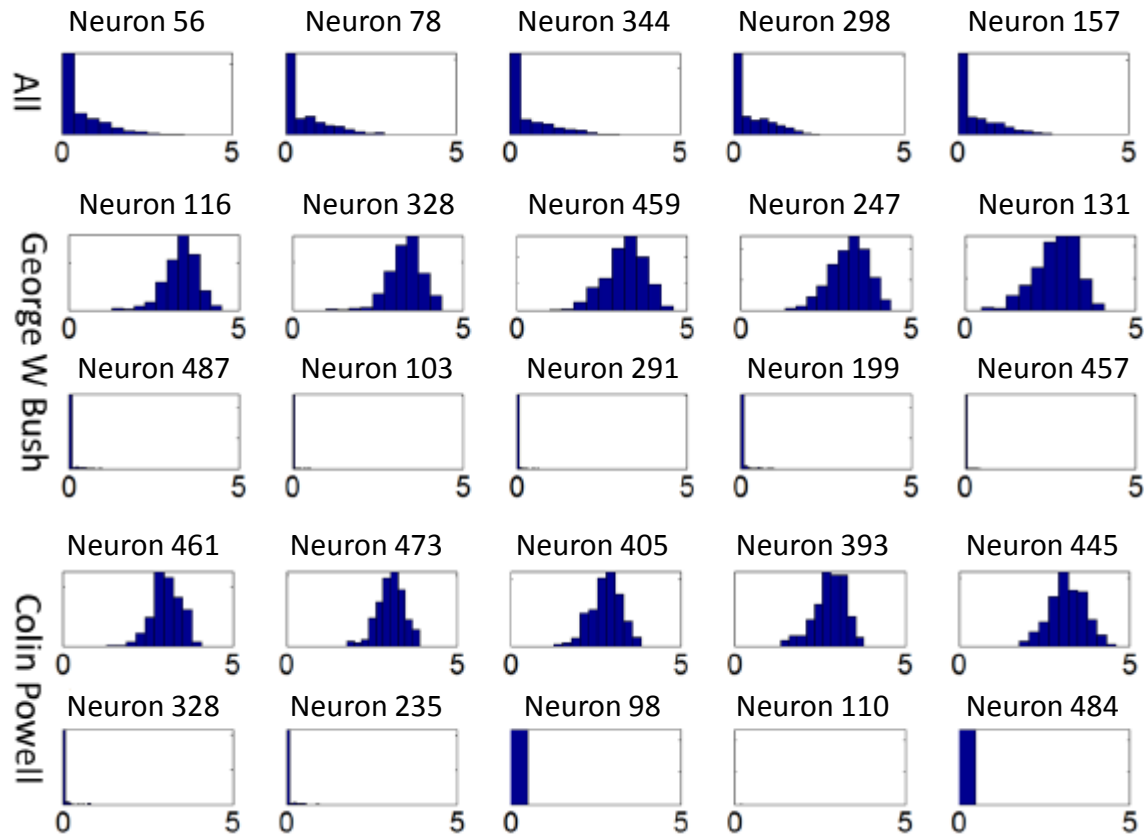 Neuron 56 Neuron 78 Neuron 344 Neuron 298 Neuron 157
All
0 5 0 5 0 5 0 5 0 5
Neuron 116 Neuron 328 Neuron 459 Neuron 247 Neuron 131
George W Bush
0 5 0 5 0 5 0 5 0 5
Neuron 487 Neuron 103 Neuron 291 Neuron 199 Neuron 457
0 5 0 5 0 5 0 5 0 5
Neuron 461 Neuron 473 Neuron 405 Neuron 393 Neuron 445
Colin Powell
0 5 0 5 0 5 0 5 0 5
Neuron 328 Neuron 235 Neuron 98 Neuron 110 Neuron 484
0 5 0 5 0 5 0 5 0 5